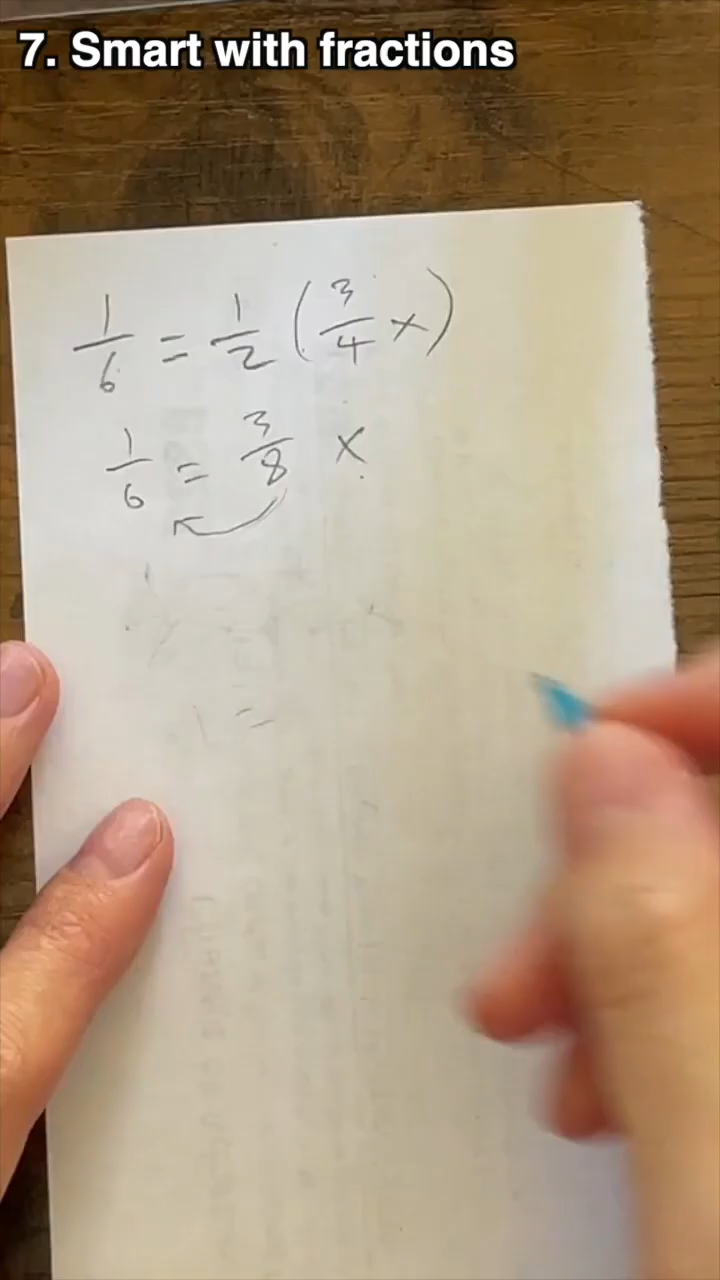 7. Smart with fractions
1/6 = 1/2 (3/4 x)
1/6 = 3/8 x